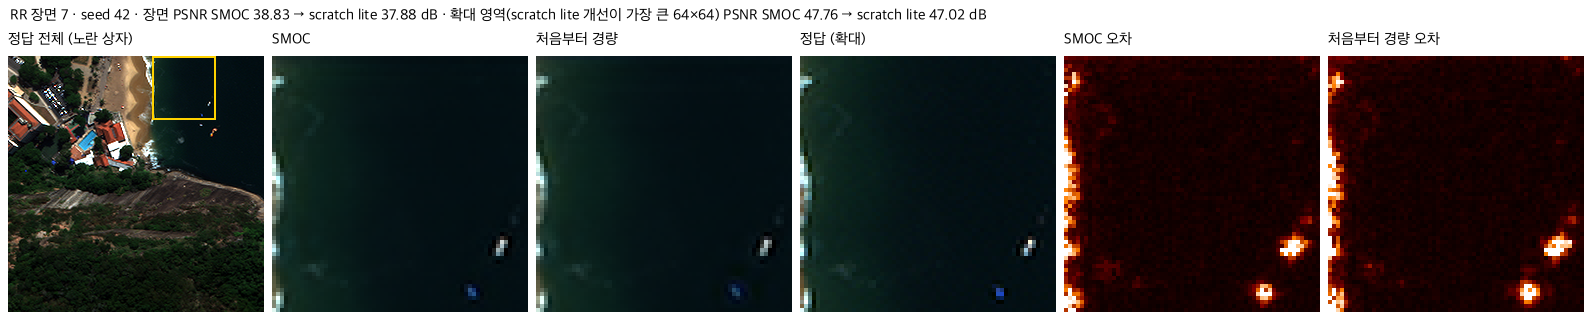 RR 장면 7 · seed 42 · 장면 PSNR SMOC 38.83 → scratch lite 37.88 dB · 확대 영역(scratch lite 개선이 가장 큰 64×64) PSNR SMOC 47.76 → scratch lite 47.02 dB
정답 전체 (노란 상자)
SMOC
처음부터 경량
정답 (확대)
SMOC 오차
처음부터 경량 오차